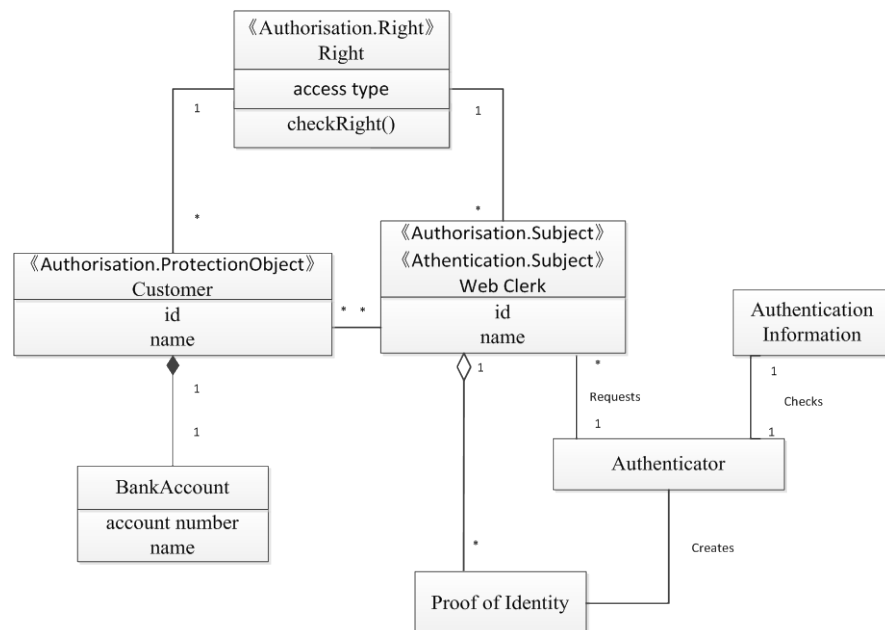 《Authorisation.Right》
Right
access type
checkRight()
1
1
*
*
《Authorisation.ProtectionObject》
Customer
id
name
《Authorisation.Subject》
《Athentication.Subject》
Web Clerk
id
name
* *
Authentication
Information
1
1
1
BankAccount
account number
name
1
*
Requests
1
1
Checks
1
Authenticator
*
Creates
Proof of Identity